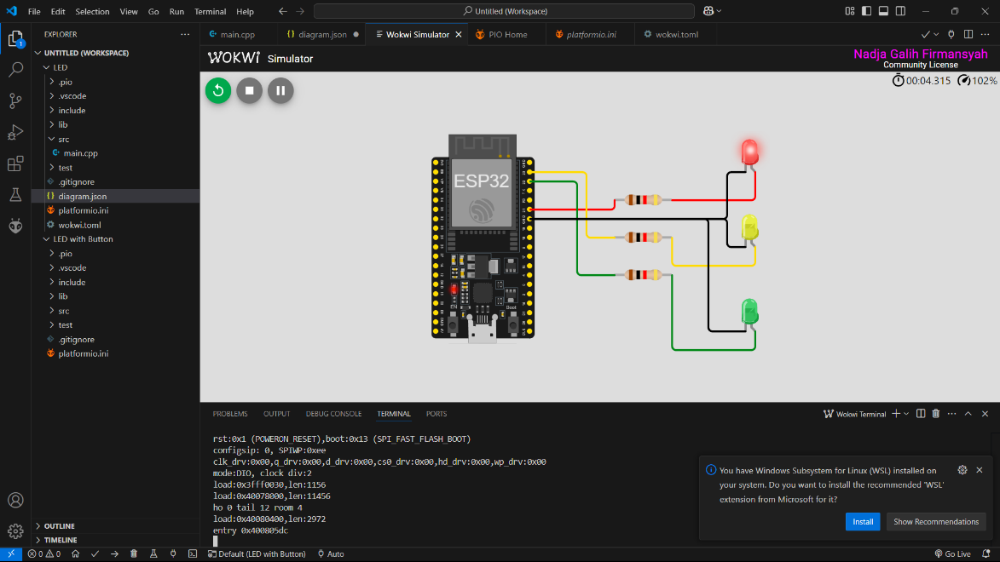 File Edit Selection View Go Run Terminal Help
Untitled (Workspace)
EXPLORER
main.cpp
diagram.json
Wokwi Simulator
PIO Home
platformio.ini
wokwi.toml
UNTITLED (WORKSPACE)
LED
.pio
.vscode
include
lib
src
main.cpp
test
.gitignore
diagram.json
platformio.ini
wokwi.toml
LED with Button
.pio
.vscode
include
lib
src
test
.gitignore
platformio.ini
OUTLINE
TIMELINE
1
WOKWI Simulator
Nadja Galih Firmansyah
Community License
00:04.315 102%
ESP32
EN
Boot
PROBLEMS OUTPUT DEBUG CONSOLE TERMINAL PORTS
Wokwi Terminal
rst:0x1 (POWERON_RESET),boot:0x13 (SPI_FAST_FLASH_BOOT)
configsip: 0, SPIWP:0xee
clk_drv:0x00,q_drv:0x00,d_drv:0x00,cs0_drv:0x00,hd_drv:0x00,wp_drv:0x00
mode:DIO, clock div:2
load:0x3fff0030,len:1156
load:0x40078000,len:11456
ho 0 tail 12 room 4
load:0x40080400,len:2972
entry 0x400805dc
You have Windows Subsystem for Linux (WSL) installed on
your system. Do you want to install the recommended 'WSL'
extension from Microsoft for it?
Install
Show Recommendations
0 0
Default (LED with Button)
Auto
Go Live